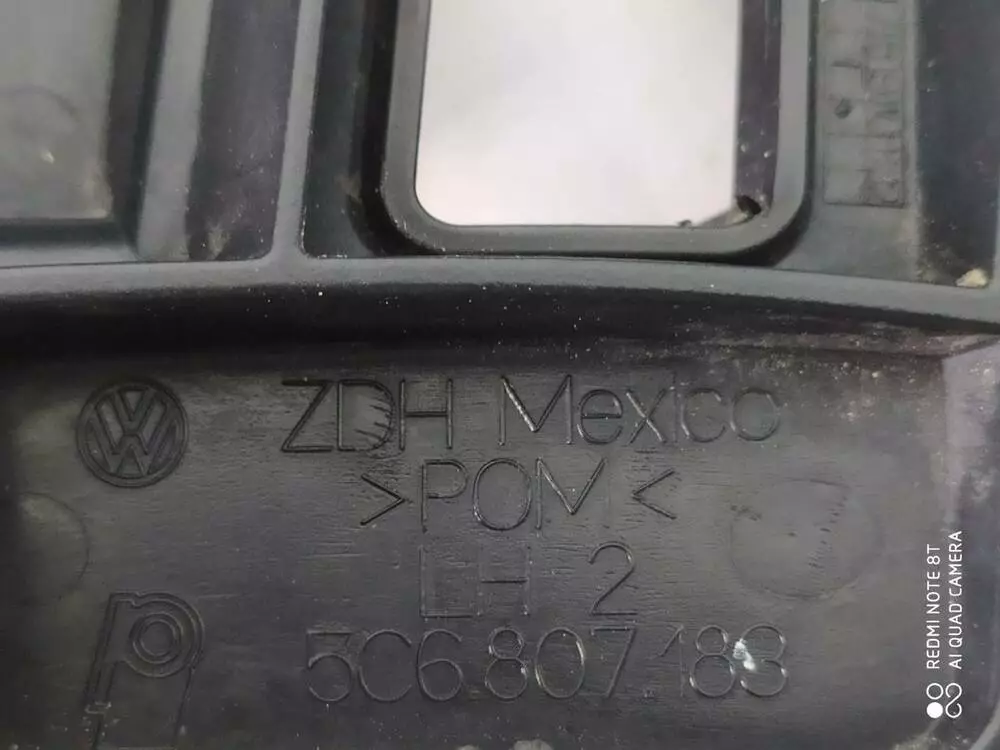 ZDH Mexico
>POM<
LH 2
5C6.807.183
REDMI NOTE 8T
AI QUAD CAMERA